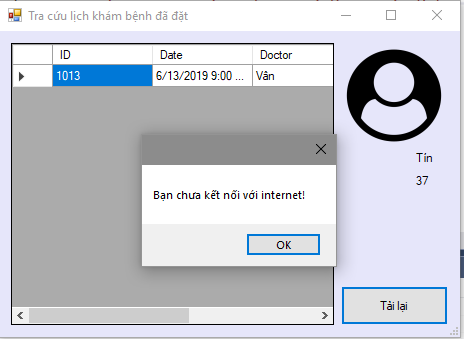 Tra cứu lịch khám bệnh đã đặt
ID Date Doctor
1013 6/13/2019 9:00 ... Vân
Tín
37
Bạn chưa kết nối với internet!
OK
Tải lại